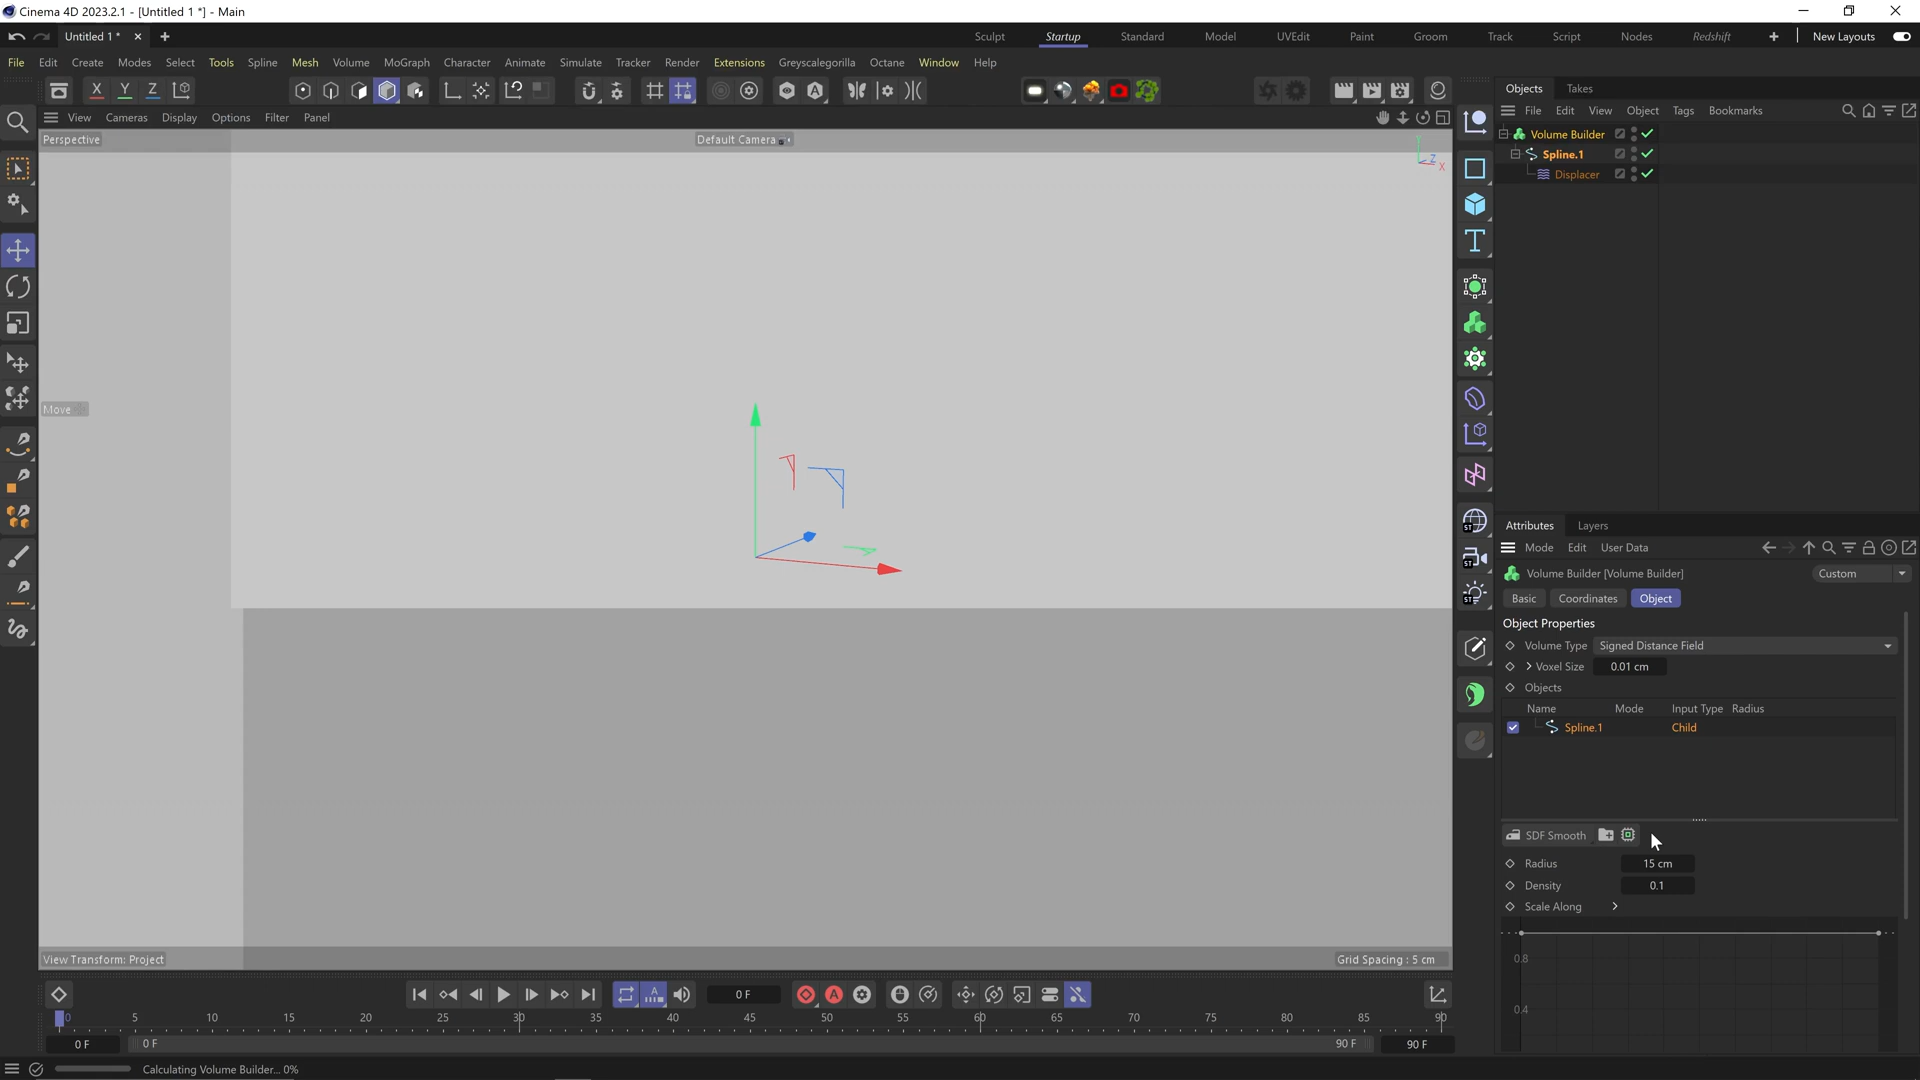 Cinema 4D 2023.2.1 - [Untitled 1 *] - Main
Untitled 1 *
Sculpt Startup Standard Model UVEdit Paint Groom Track Script Nodes Redshift New Layouts
File Edit Create Modes Select Tools Spline Mesh Volume MoGraph Character Animate Simulate Tracker Render Extensions Greyscalegorilla Octane Window Help
X Y Z
Objects Takes
File Edit View Object Tags Bookmarks
View Cameras Display Options Filter Panel
Perspective
Default Camera
Y
Z
X
Volume Builder
Spline.1
Displacer
Move
ST
ST
ST
Attributes Layers
Mode Edit User Data
Volume Builder [Volume Builder]
Custom
Basic Coordinates Object
Object Properties
Volume Type Signed Distance Field
Voxel Size 0.01 cm
Objects
Name Mode Input Type Radius
Spline.1 Child
SDF Smooth
Radius 15 cm
Density 0.1
Scale Along
0.8
0.4
View Transform: Project
Grid Spacing : 5 cm
0 F
0 5 10 15 20 25 30 35 40 45 50 55 60 65 70 75 80 85 90
0 F 0 F 90 F 90 F
Calculating Volume Builder... 0%